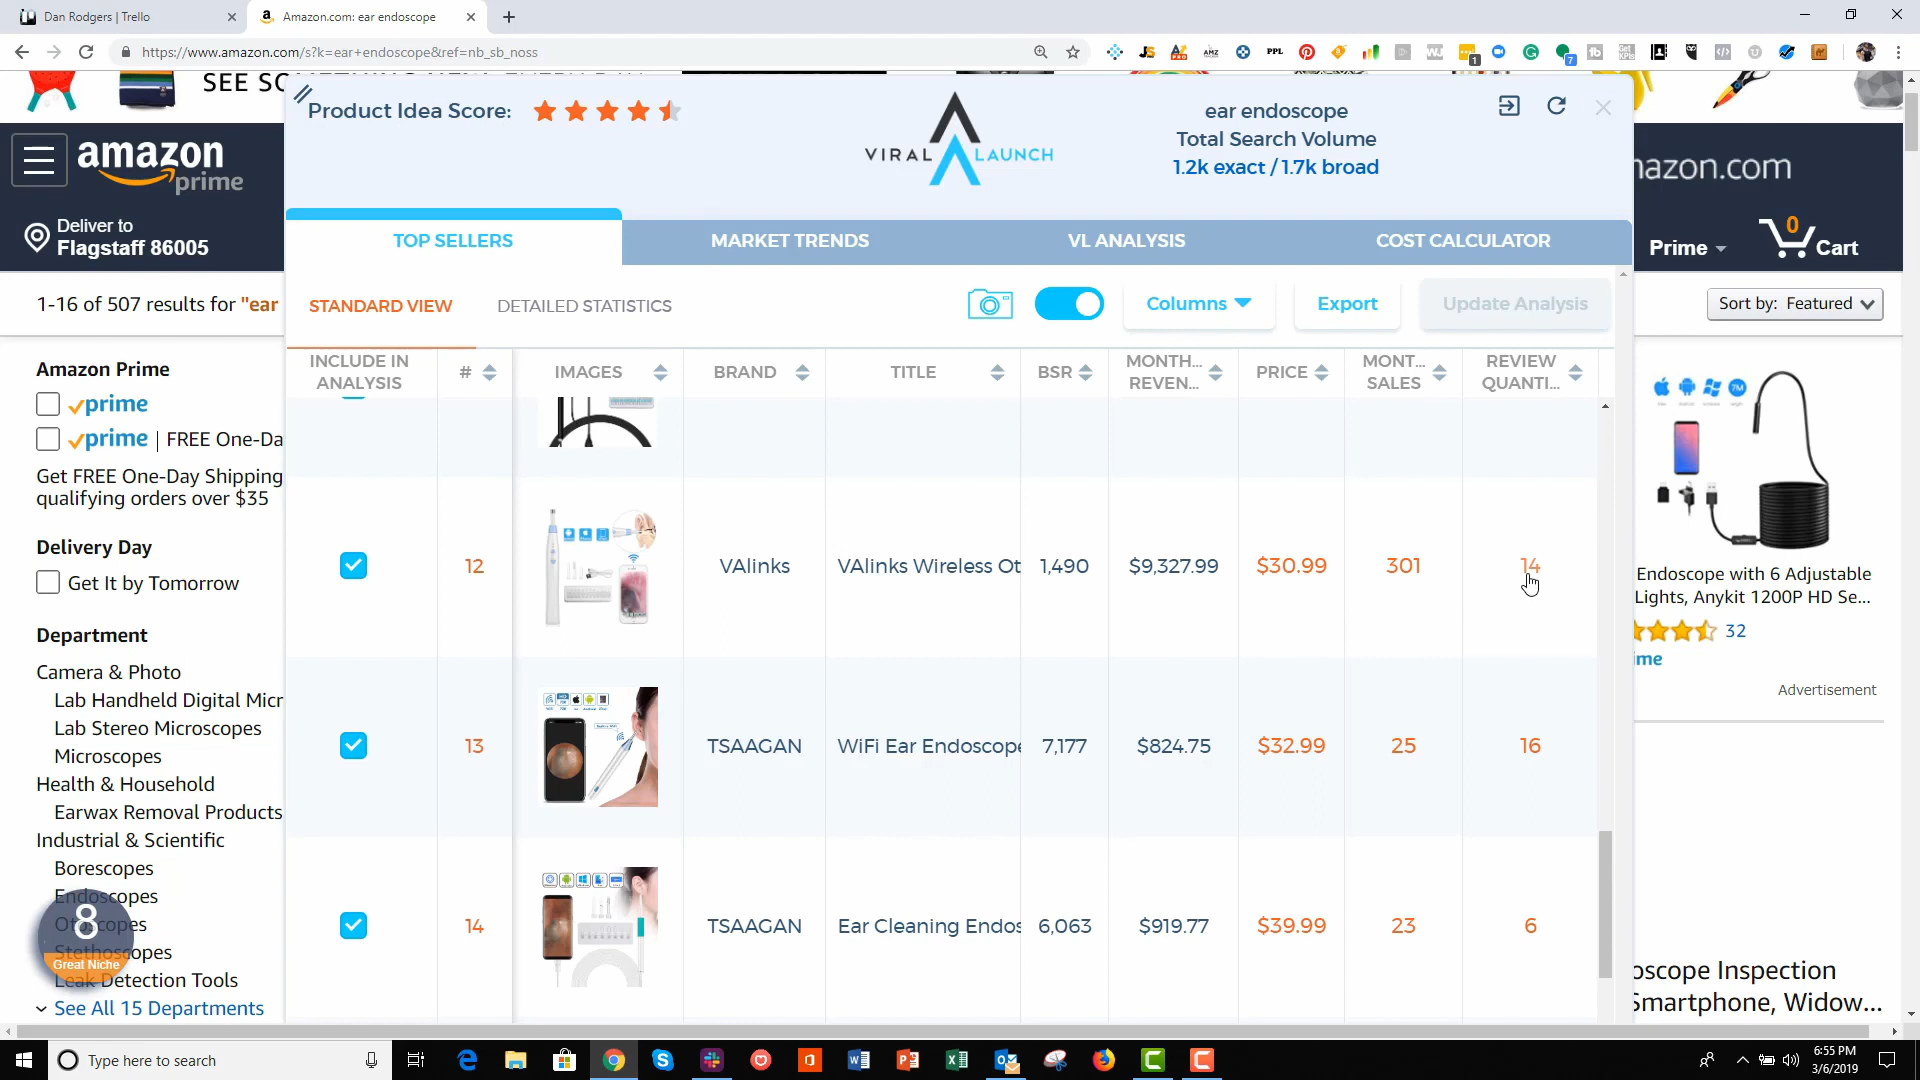 Dan Rodgers | Trello
Amazon.com: ear endoscope
https://www.amazon.com/s?k=ear+endoscope&ref=nb_sb_noss
PPL
1
7
SEE
amazon
prime
Deliver to
Flagstaff 86005
Product Idea Score:
VIRAL LAUNCH
ear endoscope
Total Search Volume
1.2k exact / 1.7k broad
Prime
0
Cart
TOP SELLERS
MARKET TRENDS
VL ANALYSIS
COST CALCULATOR
1-16 of 507 results for "ear
STANDARD VIEW
DETAILED STATISTICS
Columns
Export
Update Analysis
Sort by: Featured
INCLUDE IN ANALYSIS
#
IMAGES
BRAND
TITLE
BSR
MONTH... REVEN...
PRICE
MONT... SALES
REVIEW QUANTI...
12
VAlinks
VAlinks Wireless Ot
1,490
$9,327.99
$30.99
301
14
13
TSAAGAN
WiFi Ear Endoscope
7,177
$824.75
$32.99
25
16
14
TSAAGAN
Ear Cleaning Endos
6,063
$919.77
$39.99
23
6
Amazon Prime
prime
prime | FREE One-Da
Get FREE One-Day Shipping
qualifying orders over $35
Delivery Day
Get It by Tomorrow
Department
Camera & Photo
Lab Handheld Digital Micr
Lab Stereo Microscopes
Microscopes
Health & Household
Earwax Removal Products
Industrial & Scientific
Borescopes
Endoscopes
Otoscopes
Stethoscopes
Leak Detection Tools
See All 15 Departments
8
Great Niche
Endoscope with 6 Adjustable
Lights, Anykit 1200P HD Se...
32
Advertisement
oscope Inspection
Smartphone, Widow...
Type here to search
6:55 PM
3/6/2019